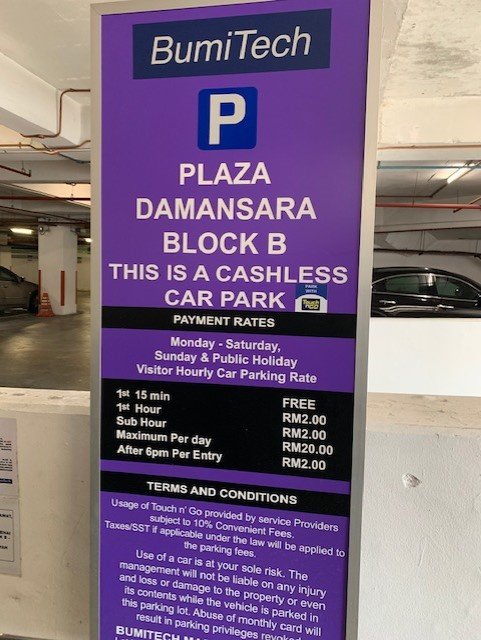 BumiTech
P
PLAZA
DAMANSARA
BLOCK B
THIS IS A CASHLESS
CAR PARK
PARK
WITH
Touch
n GO
PAYMENT RATES
Monday - Saturday,
Sunday & Public Holiday
Visitor Hourly Car Parking Rate
1st 15 min FREE
1st Hour RM2.00
Sub Hour RM2.00
Maximum Per day RM20.00
After 6pm Per Entry RM2.00
TERMS AND CONDITIONS
Usage of Touch n' Go provided by service Providers
subject to 10% Convenient Fees.
Taxes/SST if applicable under the law will be applied to
the parking fees.
Use of a car is at your sole risk. The
management will not be liable on any injury
and loss or damage to the property or even
its contents while the vehicle is parked in
this parking lot. Abuse of monthly card will
result in parking privileges revoked
BUMITECH